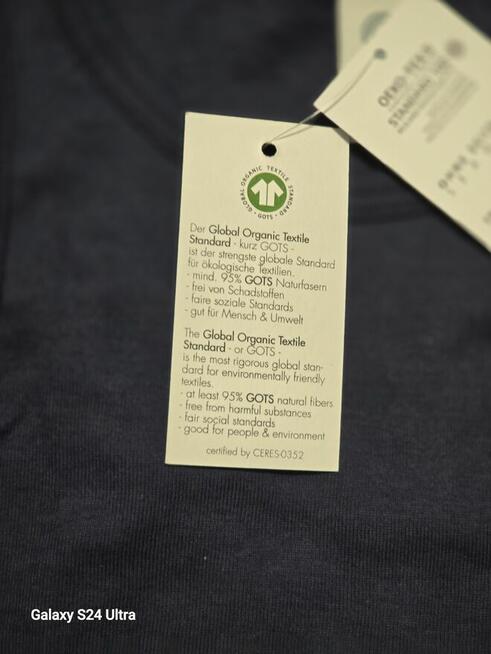 OEKO-TEX®
STANDARD 100
GLOBAL ORGANIC TEXTILE STANDARD · GOTS ·
Der Global Organic Textile
Standard - kurz GOTS -
ist der strengste globale Standard
für ökologische Textilien.
- mind. 95% GOTS Naturfasern
- frei von Schadstoffen
- faire soziale Standards
- gut für Mensch & Umwelt
The Global Organic Textile
Standard - or GOTS -
is the most rigorous global stan-
dard for environmentally friendly
textiles.
- at least 95% GOTS natural fibers
- free from harmful substances
- fair social standards
- good for people & environment
certified by CERES-0352
Galaxy S24 Ultra